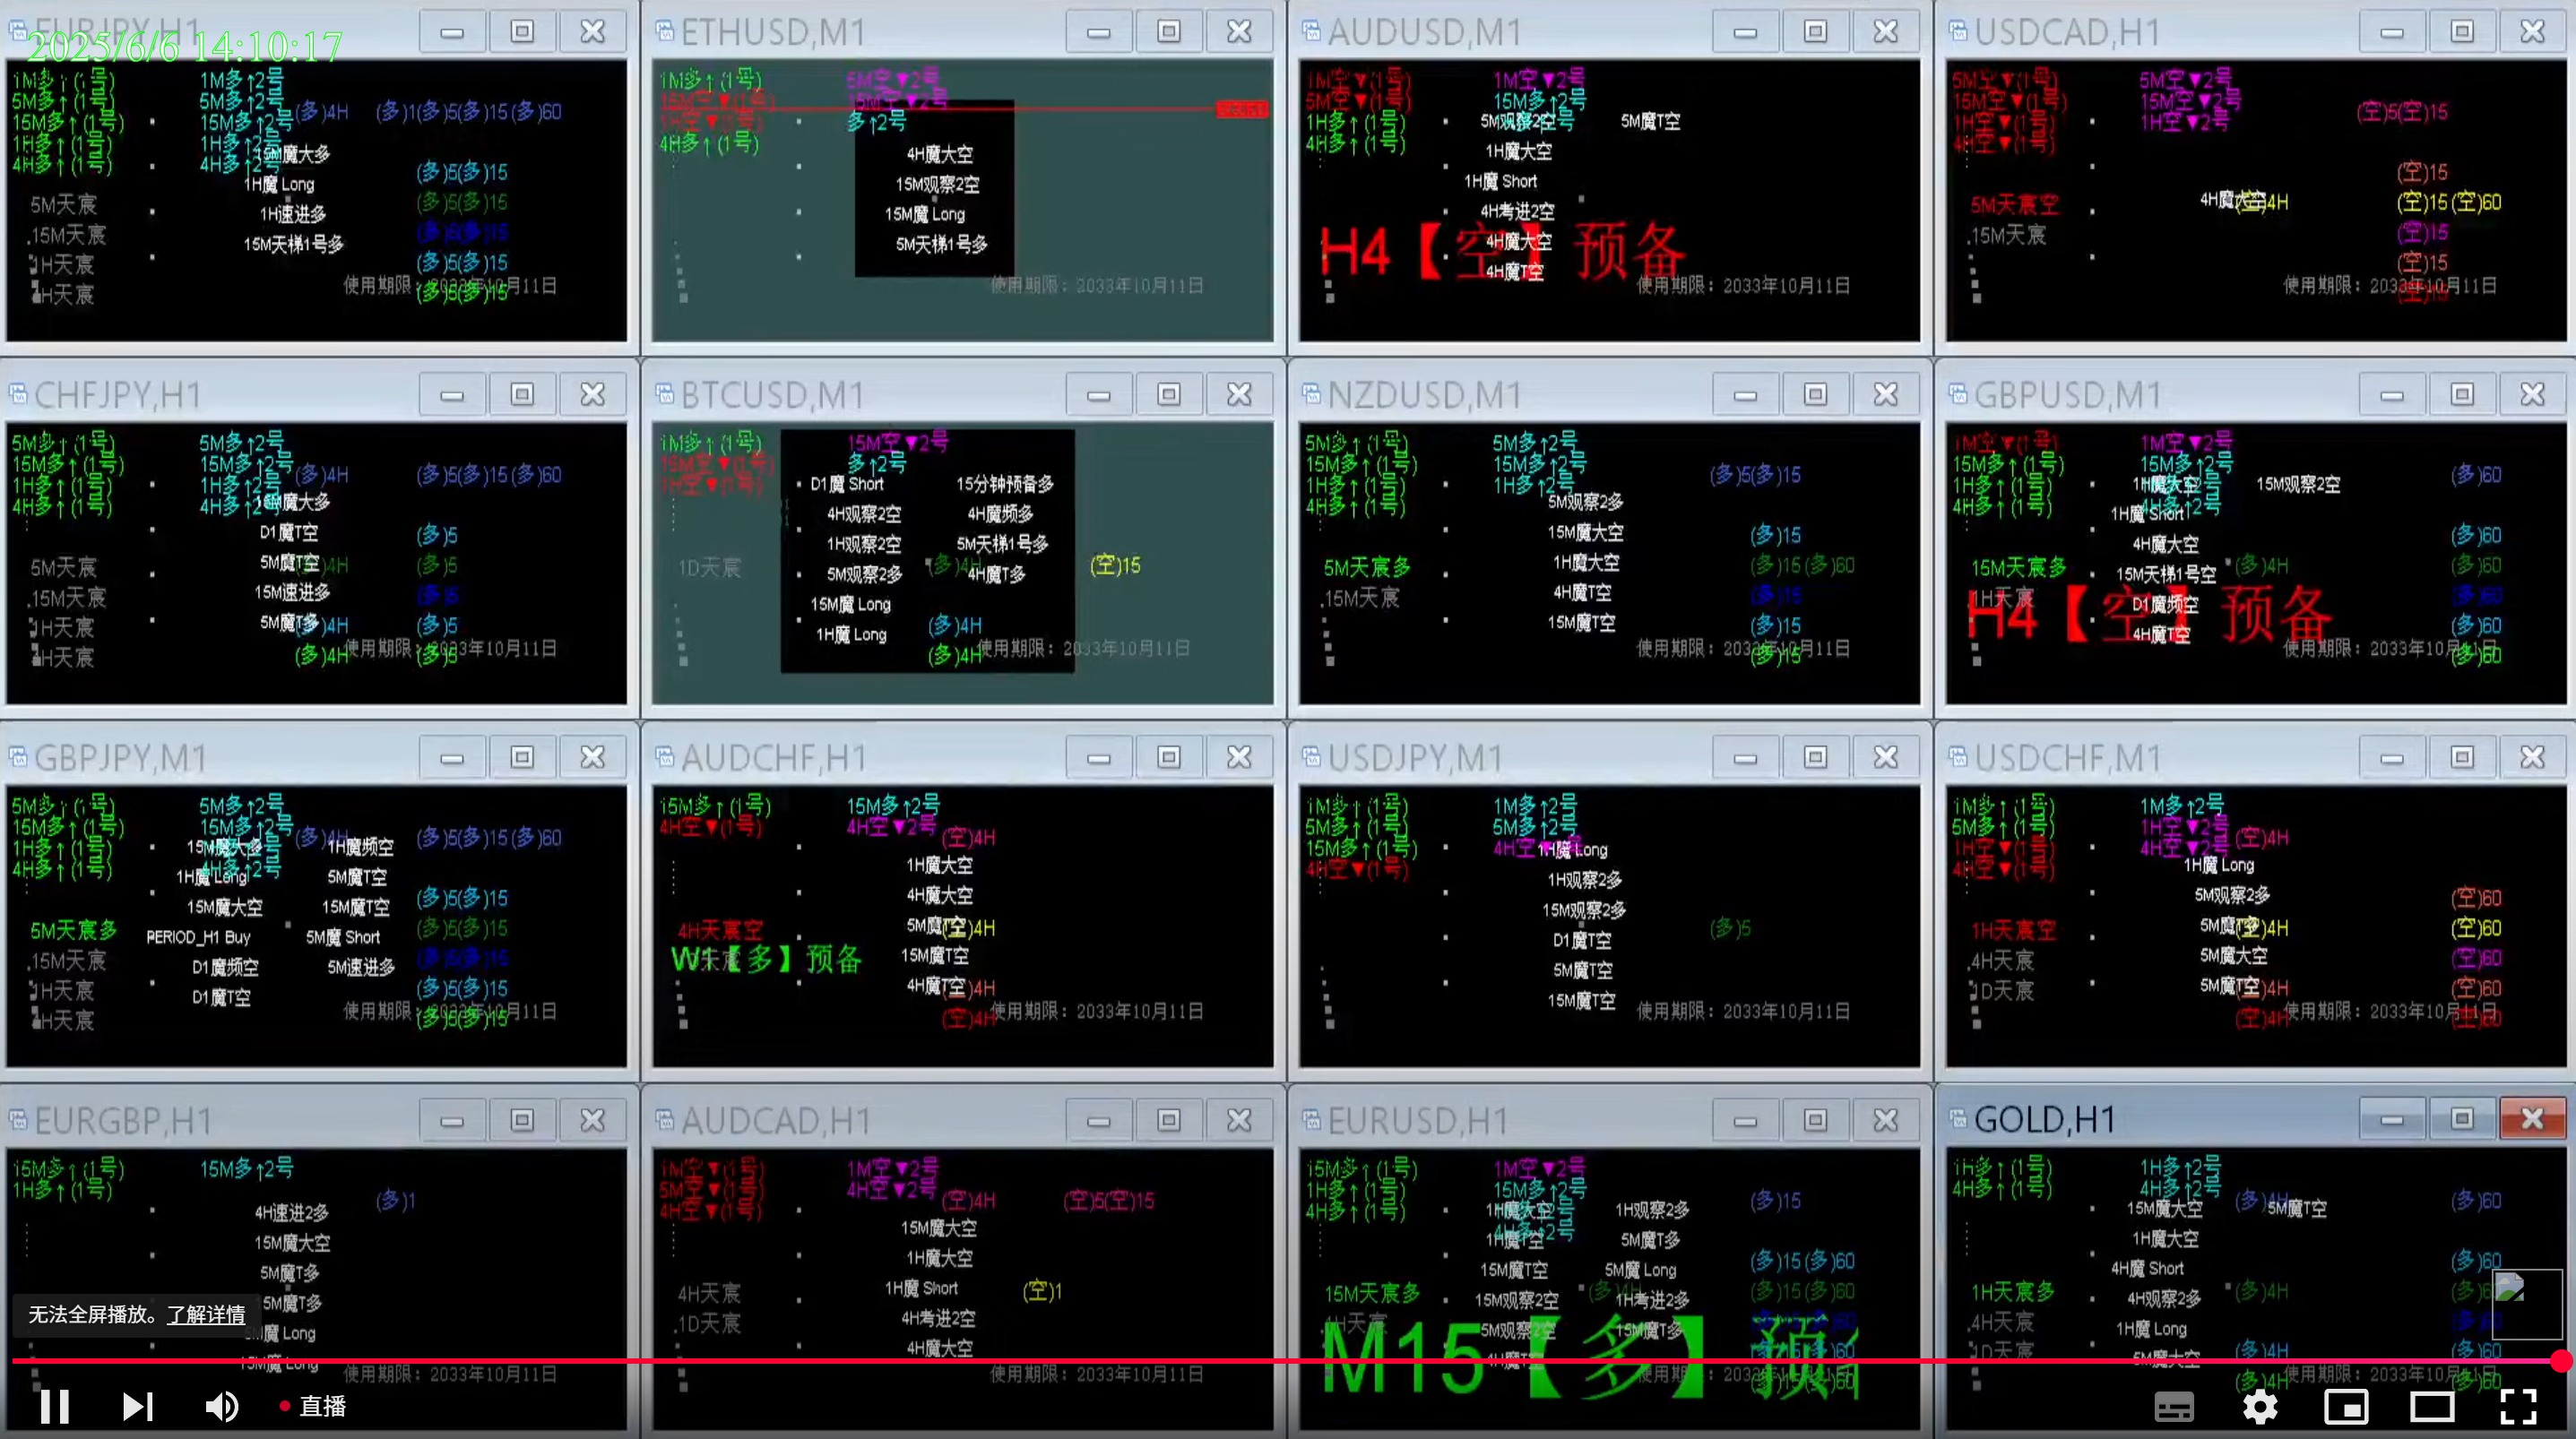 EURJPY,H1
2025/6/6 14:10:17
1M多↑(1号) 1M多↑2号
5M多↑(1号) 5M多↑2号
15M多↑(1号) 15M多↑2号 (多)4H (多)1(多)5(多)15(多)60
1H多↑(1号) 1H多↑2号
4H多↑(1号) 4H多↑2号
15M魔大多
(多)5(多)15
1H魔 Long
5M天宸 1H速进多 (多)5(多)15
15M天宸 15M天梯1号多 (多)5(多)15
1H天宸 (多)5(多)15
使用期限：2033年10月11日
4H天宸 (多)5(多)15
ETHUSD,M1
1M多↑(1号) 5M空▼2号
15M空▼(1号) 15M空▼2号
1H空▼(1号) 多↑2号
4H多↑(1号)
4H魔大空
15M观察2空
15M魔 Long
5M天梯1号多
使用期限：2033年10月11日
AUDUSD,M1
1M空▼(1号) 1M空▼2号
5M空▼(1号) 15M多↑2号
1H多↑(1号) 5M观察2空 5M魔T空
4H多↑(1号)
1H魔大空
1H魔 Short
4H考进2空
H4【空】预备
4H魔大空
4H魔T空
使用期限：2033年10月11日
USDCAD,H1
5M空▼(1号) 5M空▼2号
15M空▼(1号) 15M空▼2号 (空)5(空)15
1H空▼(1号) 1H空▼2号
4H空▼(1号)
(空)15
5M天宸空 4H魔大空 (空)4H (空)15(空)60
15M天宸 (空)15
(空)15
使用期限：2033年10月11日
(空)15
CHFJPY,H1
5M多↑(1号) 5M多↑2号
15M多↑(1号) 15M多↑2号 (多)4H (多)5(多)15(多)60
1H多↑(1号) 1H多↑2号
4H多↑(1号) 4H多↑2号
15M魔大多
D1魔T空 (多)5
5M天宸 5M魔T空 (多)4H (多)5
15M天宸 15M速进多 (多)5
1H天宸 5M魔T多 (多)4H (多)5
4H天宸 (多)4H 使用期限：2033年10月11日 (多)5
BTCUSD,M1
1M多↑(1号) 15M空▼2号
15M空▼(1号) 多↑2号
1H空▼(1号)
D1魔 Short 15分钟预备多
4H观察2空 4H魔频多
1H观察2空 5M天梯1号多
1D天宸 5M观察2多 (多)4H 4H魔T多 (空)15
15M魔 Long
1H魔 Long (多)4H
(多)4H 使用期限：2033年10月11日
NZDUSD,M1
5M多↑(1号) 5M多↑2号
15M多↑(1号) 15M多↑2号 (多)5(多)15
1H多↑(1号) 1H多↑2号
4H多↑(1号) 5M观察2多
15M魔大空 (多)15
5M天宸多 1H魔大空 (多)15(多)60
15M天宸 4H魔T空 (多)15
15M魔T空 (多)15
使用期限：2033年10月11日
(多)15
GBPUSD,M1
1M空▼(1号) 1M空▼2号
15M多↑(1号) 15M多↑2号 (多)60
1H多↑(1号) 1H魔大空 15M观察2空
4H多↑(1号) 4H多↑2号
1H魔 Short
4H魔大空 (多)60
15M天宸多 15M天梯1号空 (多)4H (多)60
1H天宸 D1魔频空 (多)60
H4【空】预备
4H魔T空 (多)60
使用期限：2033年10月11日
(多)60
GBPJPY,M1
5M多↑(1号) 5M多↑2号
15M多↑(1号) 15M多↑2号 (多)4H (多)5(多)15(多)60
1H多↑(1号) 15M魔大多 1H魔频空
4H多↑(1号) 4H多↑2号
1H魔 Long 5M魔T空
15M魔大空 15M魔T空 (多)5(多)15
5M天宸多 PERIOD_H1 Buy 5M魔 Short (多)5(多)15
15M天宸 D1魔频空 5M速进多 (多)5(多)15
1H天宸 D1魔T空 (多)5(多)15
使用期限：2033年10月11日
4H天宸 (多)5(多)15
AUDCHF,H1
15M多↑(1号) 15M多↑2号
4H空▼(1号) 4H空▼2号 (空)4H
1H魔大空
4H魔大空
4H天宸空 5M魔T空 (空)4H
W1【多】预备 15M魔T空
4H魔T空 (空)4H
(空)4H 使用期限：2033年10月11日
USDJPY,M1
1M多↑(1号) 1M多↑2号
5M多↑(1号) 5M多↑2号
15M多↑(1号) 4H空▼2号
4H空▼(1号) 1H魔 Long
1H观察2多
15M观察2多 (多)5
D1魔T空
5M魔T空
15M魔T空
使用期限：2033年10月11日
USDCHF,M1
1M多↑(1号) 1M多↑2号
5M多↑(1号) 1H空▼2号 (空)4H
1H空▼(1号) 4H空▼2号
4H空▼(1号) 1H魔 Long
5M观察2多 (空)60
1H天宸空 5M魔T空 (空)4H (空)60
4H天宸 5M魔大空 (空)60
1D天宸 5M魔T空 (空)4H (空)60
(空)4H 使用期限：2033年10月11日 (空)60
EURGBP,H1
15M多↑(1号) 15M多↑2号
1H多↑(1号) (多)1
4H速进2多
15M魔大空
5M魔T多
5M魔T多
无法全屏播放。了解详情
5M魔 Long
15M魔 Long
使用期限：2033年10月11日
AUDCAD,H1
1M空▼(1号) 1M空▼2号
5M空▼(1号) 4H空▼2号 (空)4H (空)5(空)15
4H空▼(1号)
15M魔大空
1H魔大空
4H天宸 1H魔 Short (空)1
1D天宸 4H考进2空
4H魔大空
使用期限：2033年10月11日
EURUSD,H1
15M多↑(1号) 1M空▼2号
1H多↑(1号) 15M多↑2号 (多)15
4H多↑(1号) 1H魔大空 1H观察2多
4H多↑2号
1H魔T空 5M魔T多
15M魔T空 5M魔 Long (多)15(多)60
15M天宸多 15M观察2空 1H考进2多 (多)15(多)60
5M观察2空 15M魔T多
M15【多】预
4H魔T空
使用期限：2033年10月11日
GOLD,H1
1H多↑(1号) 1H多↑2号
4H多↑(1号) 4H多↑2号 (多)4H (多)60
15M魔大空 5M魔T空
1H魔大空
4H魔 Short (多)60
1H天宸多 4H观察2多 (多)4H
4H天宸 1H魔 Long
1D天宸 5M魔大空 (多)4H (多)60
(多)4H 使用期限：2033年10月11日 (多)60
直播